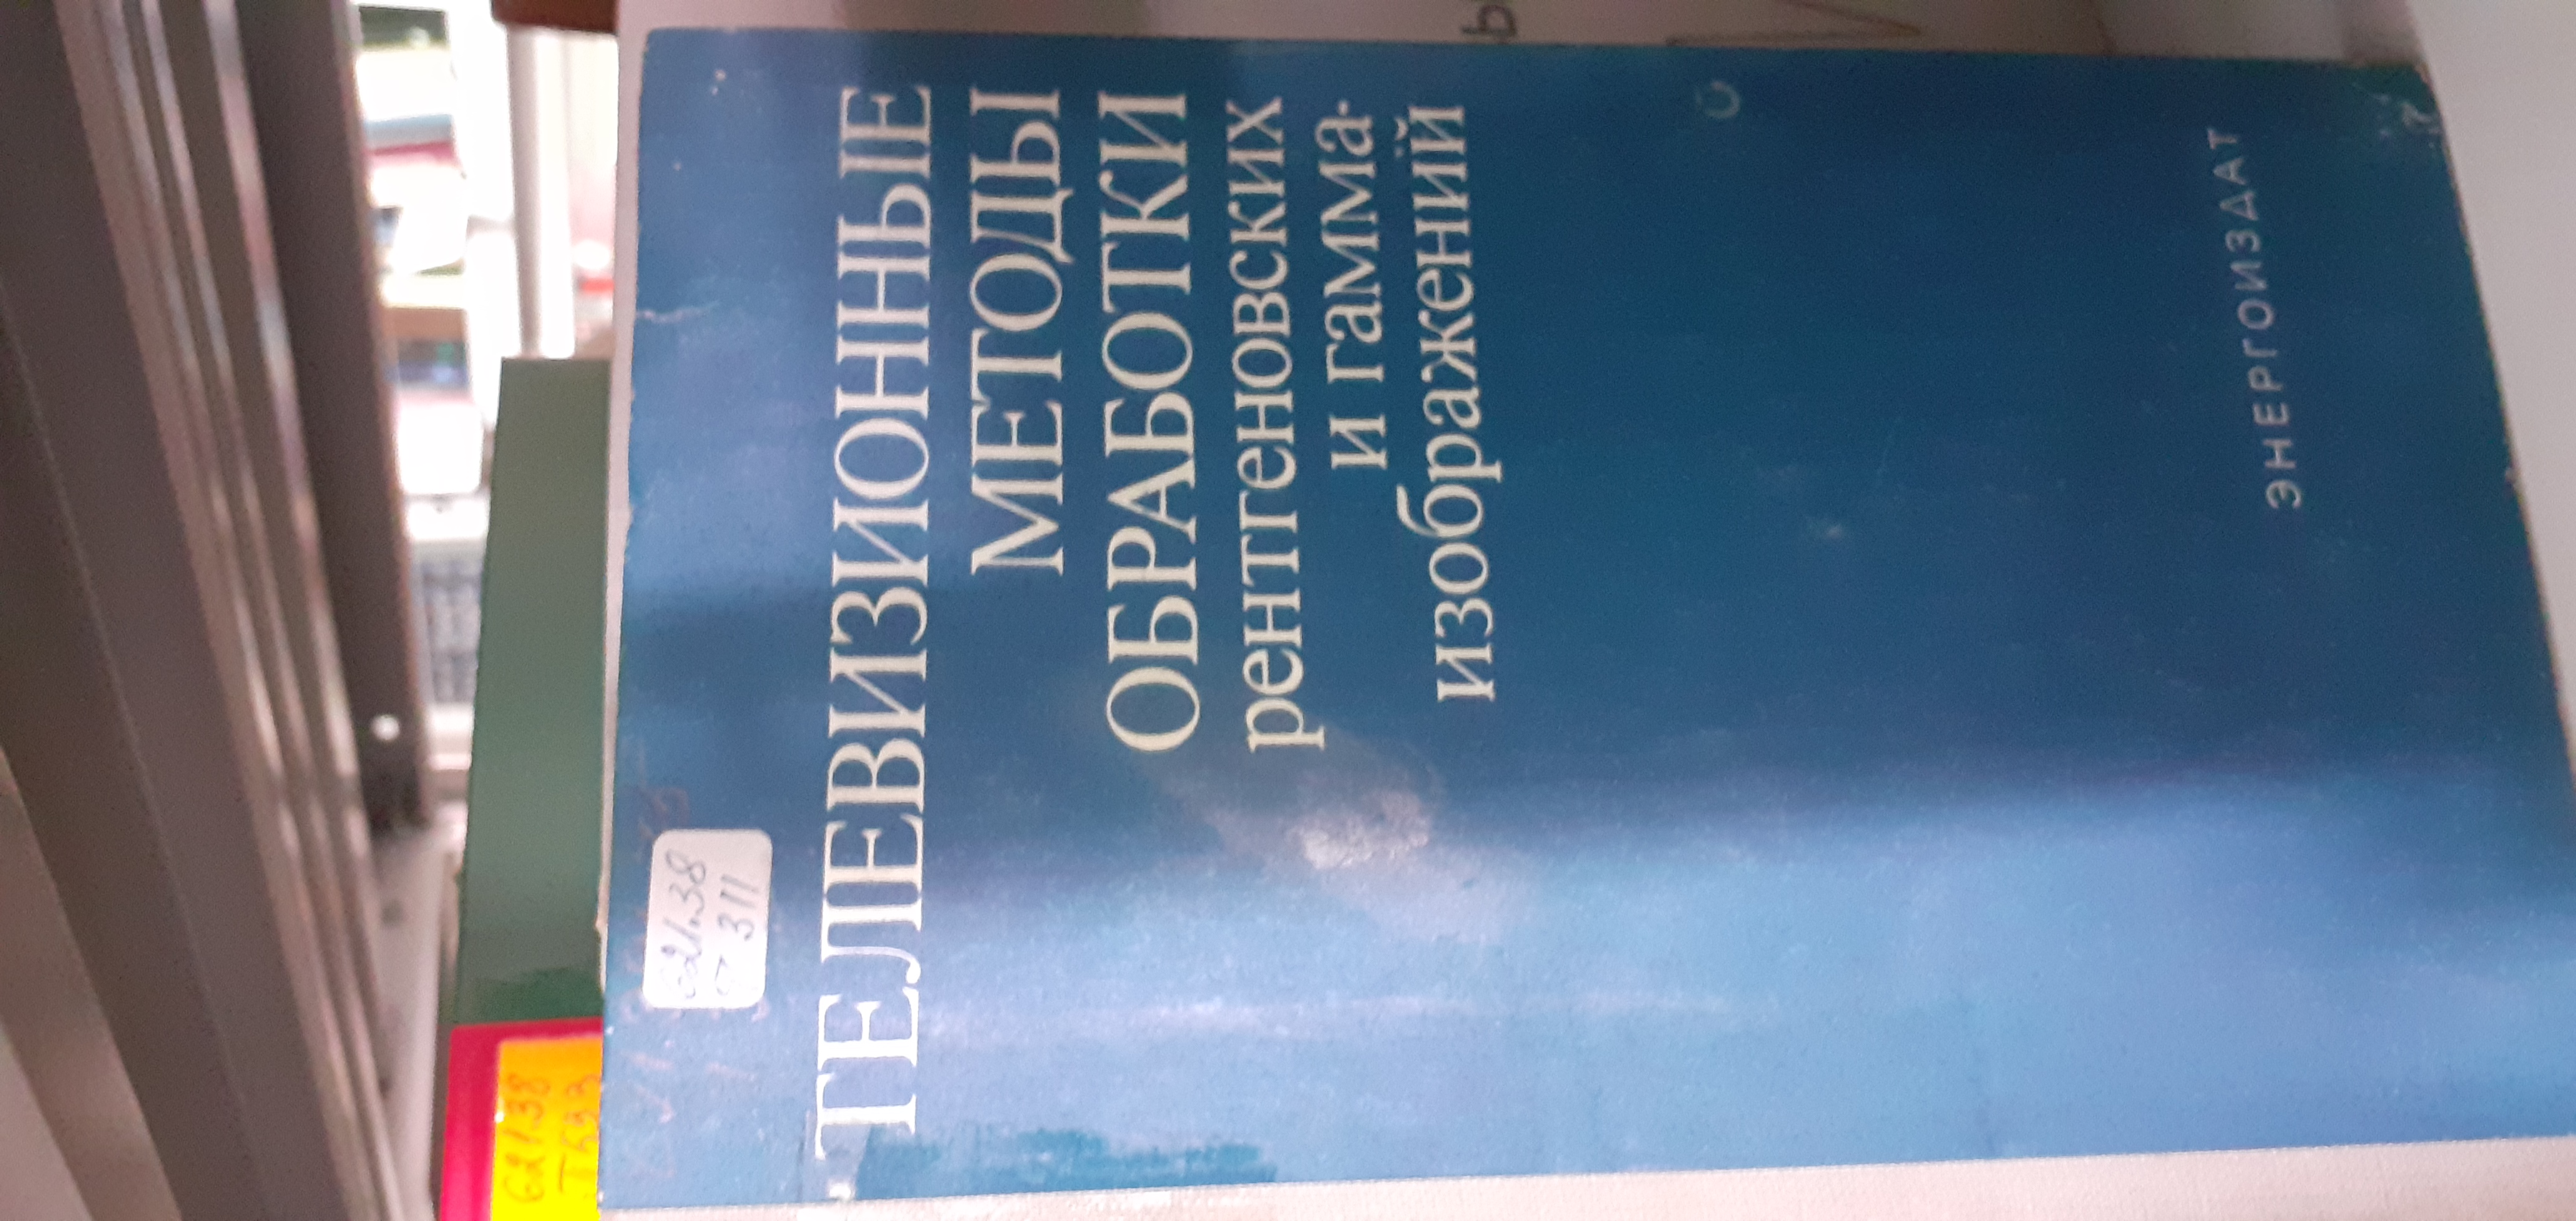 621.38
Т 311
ТЕЛЕВИЗИОННЫЕ
МЕТОДЫ
ОБРАБОТКИ
рентгеновских
и гамма-
изображений
ЭНЕРГОИЗДАТ
621.38